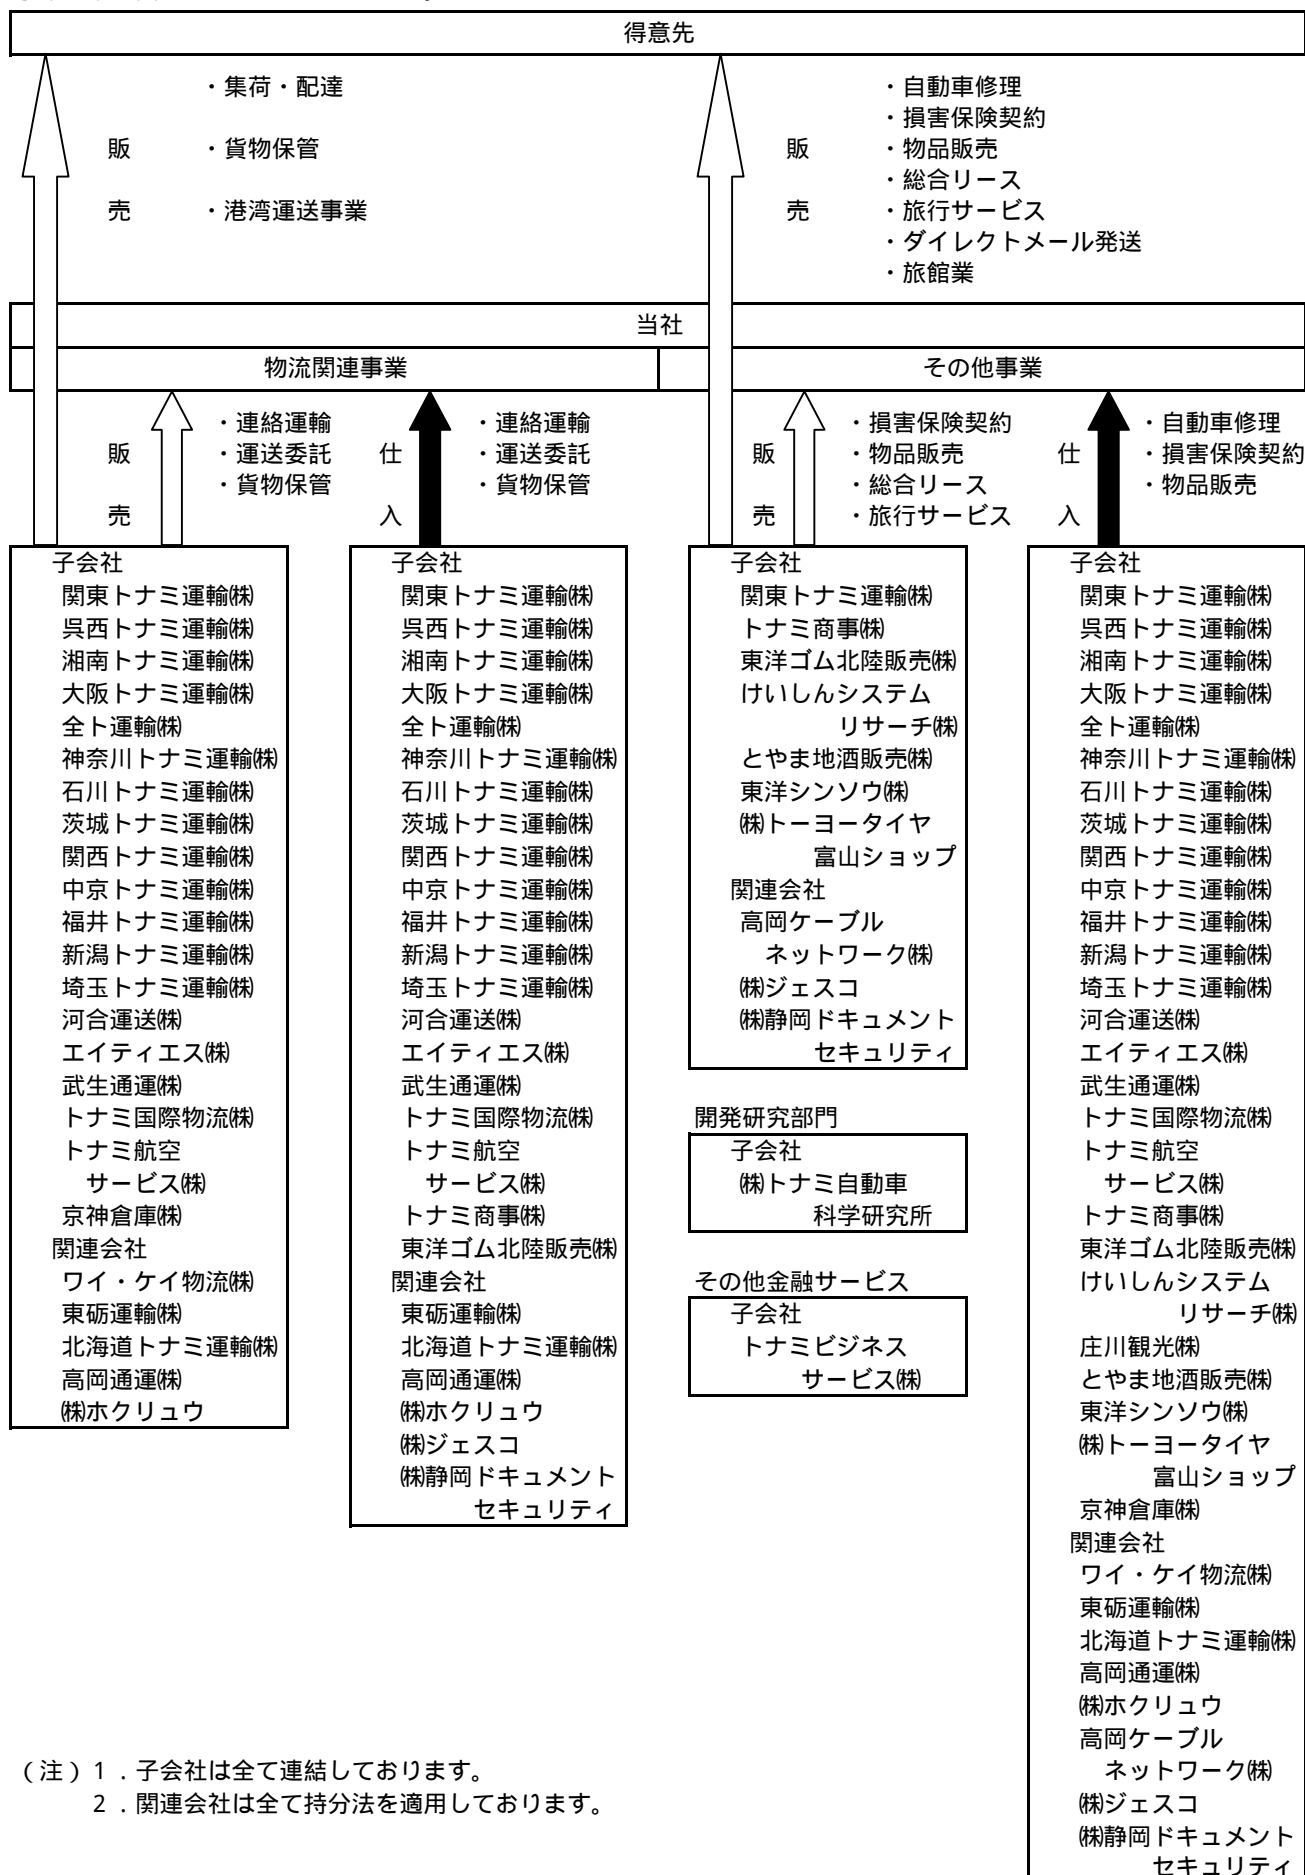 得意先
・集荷・配達
販
・貨物保管
売
・港湾運送事業
・自動車修理
・損害保険契約
販
・物品販売
・総合リース
売
・旅行サービス
・ダイレクトメール発送
・旅館業
当社
物流関連事業
その他事業
販
売
・連絡運輸
・運送委託
・貨物保管
仕
入
・連絡運輸
・運送委託
・貨物保管
販
売
・損害保険契約
・物品販売
・総合リース
・旅行サービス
仕
入
・自動車修理
・損害保険契約
・物品販売
子会社
関東トナミ運輸㈱
呉西トナミ運輸㈱
湘南トナミ運輸㈱
大阪トナミ運輸㈱
全ト運輸㈱
神奈川トナミ運輸㈱
石川トナミ運輸㈱
茨城トナミ運輸㈱
関西トナミ運輸㈱
中京トナミ運輸㈱
福井トナミ運輸㈱
新潟トナミ運輸㈱
埼玉トナミ運輸㈱
河合運送㈱
エイティエス㈱
武生通運㈱
トナミ国際物流㈱
トナミ航空
サービス㈱
京神倉庫㈱
関連会社
ワイ・ケイ物流㈱
東砺運輸㈱
北海道トナミ運輸㈱
高岡通運㈱
㈱ホクリュウ
子会社
関東トナミ運輸㈱
呉西トナミ運輸㈱
湘南トナミ運輸㈱
大阪トナミ運輸㈱
全ト運輸㈱
神奈川トナミ運輸㈱
石川トナミ運輸㈱
茨城トナミ運輸㈱
関西トナミ運輸㈱
中京トナミ運輸㈱
福井トナミ運輸㈱
新潟トナミ運輸㈱
埼玉トナミ運輸㈱
河合運送㈱
エイティエス㈱
武生通運㈱
トナミ国際物流㈱
トナミ航空
サービス㈱
トナミ商事㈱
東洋ゴム北陸販売㈱
関連会社
東砺運輸㈱
北海道トナミ運輸㈱
高岡通運㈱
㈱ホクリュウ
㈱ジェスコ
㈱静岡ドキュメント
セキュリティ
子会社
関東トナミ運輸㈱
トナミ商事㈱
東洋ゴム北陸販売㈱
けいしんシステム
リサーチ㈱
とやま地酒販売㈱
東洋シンソウ㈱
㈱トーヨータイヤ
富山ショップ
関連会社
高岡ケーブル
ネットワーク㈱
㈱ジェスコ
㈱静岡ドキュメント
セキュリティ
開発研究部門
子会社
㈱トナミ自動車
科学研究所
その他金融サービス
子会社
トナミビジネス
サービス㈱
子会社
関東トナミ運輸㈱
呉西トナミ運輸㈱
湘南トナミ運輸㈱
大阪トナミ運輸㈱
全ト運輸㈱
神奈川トナミ運輸㈱
石川トナミ運輸㈱
茨城トナミ運輸㈱
関西トナミ運輸㈱
中京トナミ運輸㈱
福井トナミ運輸㈱
新潟トナミ運輸㈱
埼玉トナミ運輸㈱
河合運送㈱
エイティエス㈱
武生通運㈱
トナミ国際物流㈱
トナミ航空
サービス㈱
トナミ商事㈱
東洋ゴム北陸販売㈱
けいしんシステム
リサーチ㈱
庄川観光㈱
とやま地酒販売㈱
東洋シンソウ㈱
㈱トーヨータイヤ
富山ショップ
京神倉庫㈱
関連会社
ワイ・ケイ物流㈱
東砺運輸㈱
北海道トナミ運輸㈱
高岡通運㈱
㈱ホクリュウ
高岡ケーブル
ネットワーク㈱
㈱ジェスコ
㈱静岡ドキュメント
セキュリティ
（注）１．子会社は全て連結しております。
２．関連会社は全て持分法を適用しております。